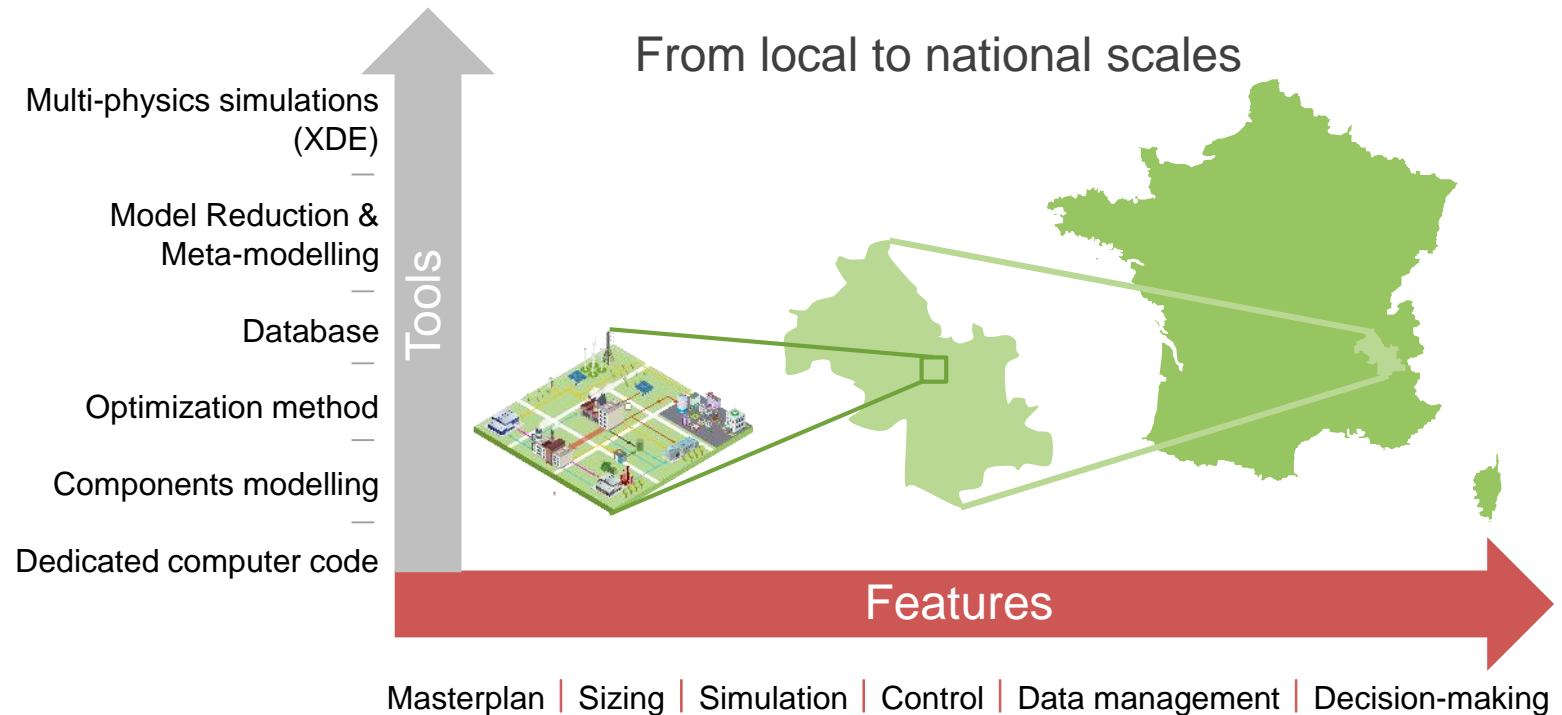 From local to national scales
Multi-physics simulations
(XDE)
Model Reduction &
Meta-modelling
Database
Optimization method
Components modelling
Dedicated computer code
Tools
Features
Masterplan | Sizing | Simulation | Control | Data management | Decision-making